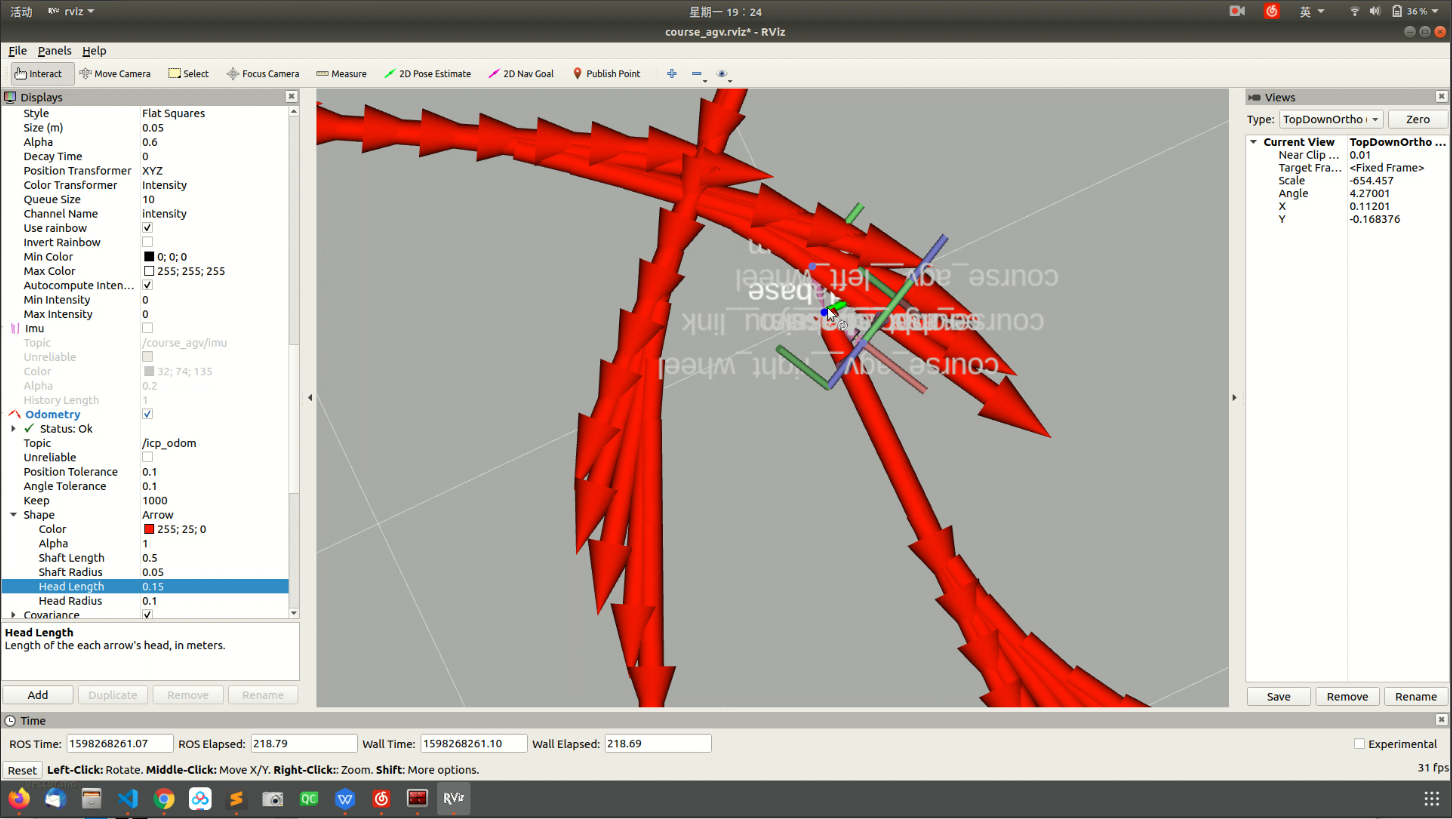 活动 rviz 星期一 19：24 英 36 %
course_agv.rviz* - RViz
File Panels Help
Interact Move Camera Select Focus Camera Measure 2D Pose Estimate 2D Nav Goal Publish Point
Displays
Style Flat Squares
Size (m) 0.05
Alpha 0.6
Decay Time 0
Position Transformer XYZ
Color Transformer Intensity
Queue Size 10
Channel Name intensity
Use rainbow
Invert Rainbow
Min Color 0; 0; 0
Max Color 255; 255; 255
Autocompute Inten...
Min Intensity 0
Max Intensity 0
Imu
Topic /course_agv/imu
Unreliable
Color 32; 74; 135
Alpha 0.2
History Length 1
Odometry
Status: Ok
Topic /icp_odom
Unreliable
Position Tolerance 0.1
Angle Tolerance 0.1
Keep 1000
Shape Arrow
Color 255; 25; 0
Alpha 1
Shaft Length 0.5
Shaft Radius 0.05
Head Length 0.15
Head Radius 0.1
Covariance
Head Length
Length of the each arrow's head, in meters.
Add Duplicate Remove Rename
course_agv__left_wheel
course_agv__right_wheel
Views
Type: TopDownOrtho Zero
Current View TopDownOrtho ...
Near Clip ... 0.01
Target Fra... <Fixed Frame>
Scale -654.457
Angle 4.27001
X 0.11201
Y -0.168376
Save Remove Rename
Time
ROS Time: 1598268261.07 ROS Elapsed: 218.79 Wall Time: 1598268261.10 Wall Elapsed: 218.69 Experimental
Reset Left-Click: Rotate. Middle-Click: Move X/Y. Right-Click:: Zoom. Shift: More options. 31 fps
QC W RViz